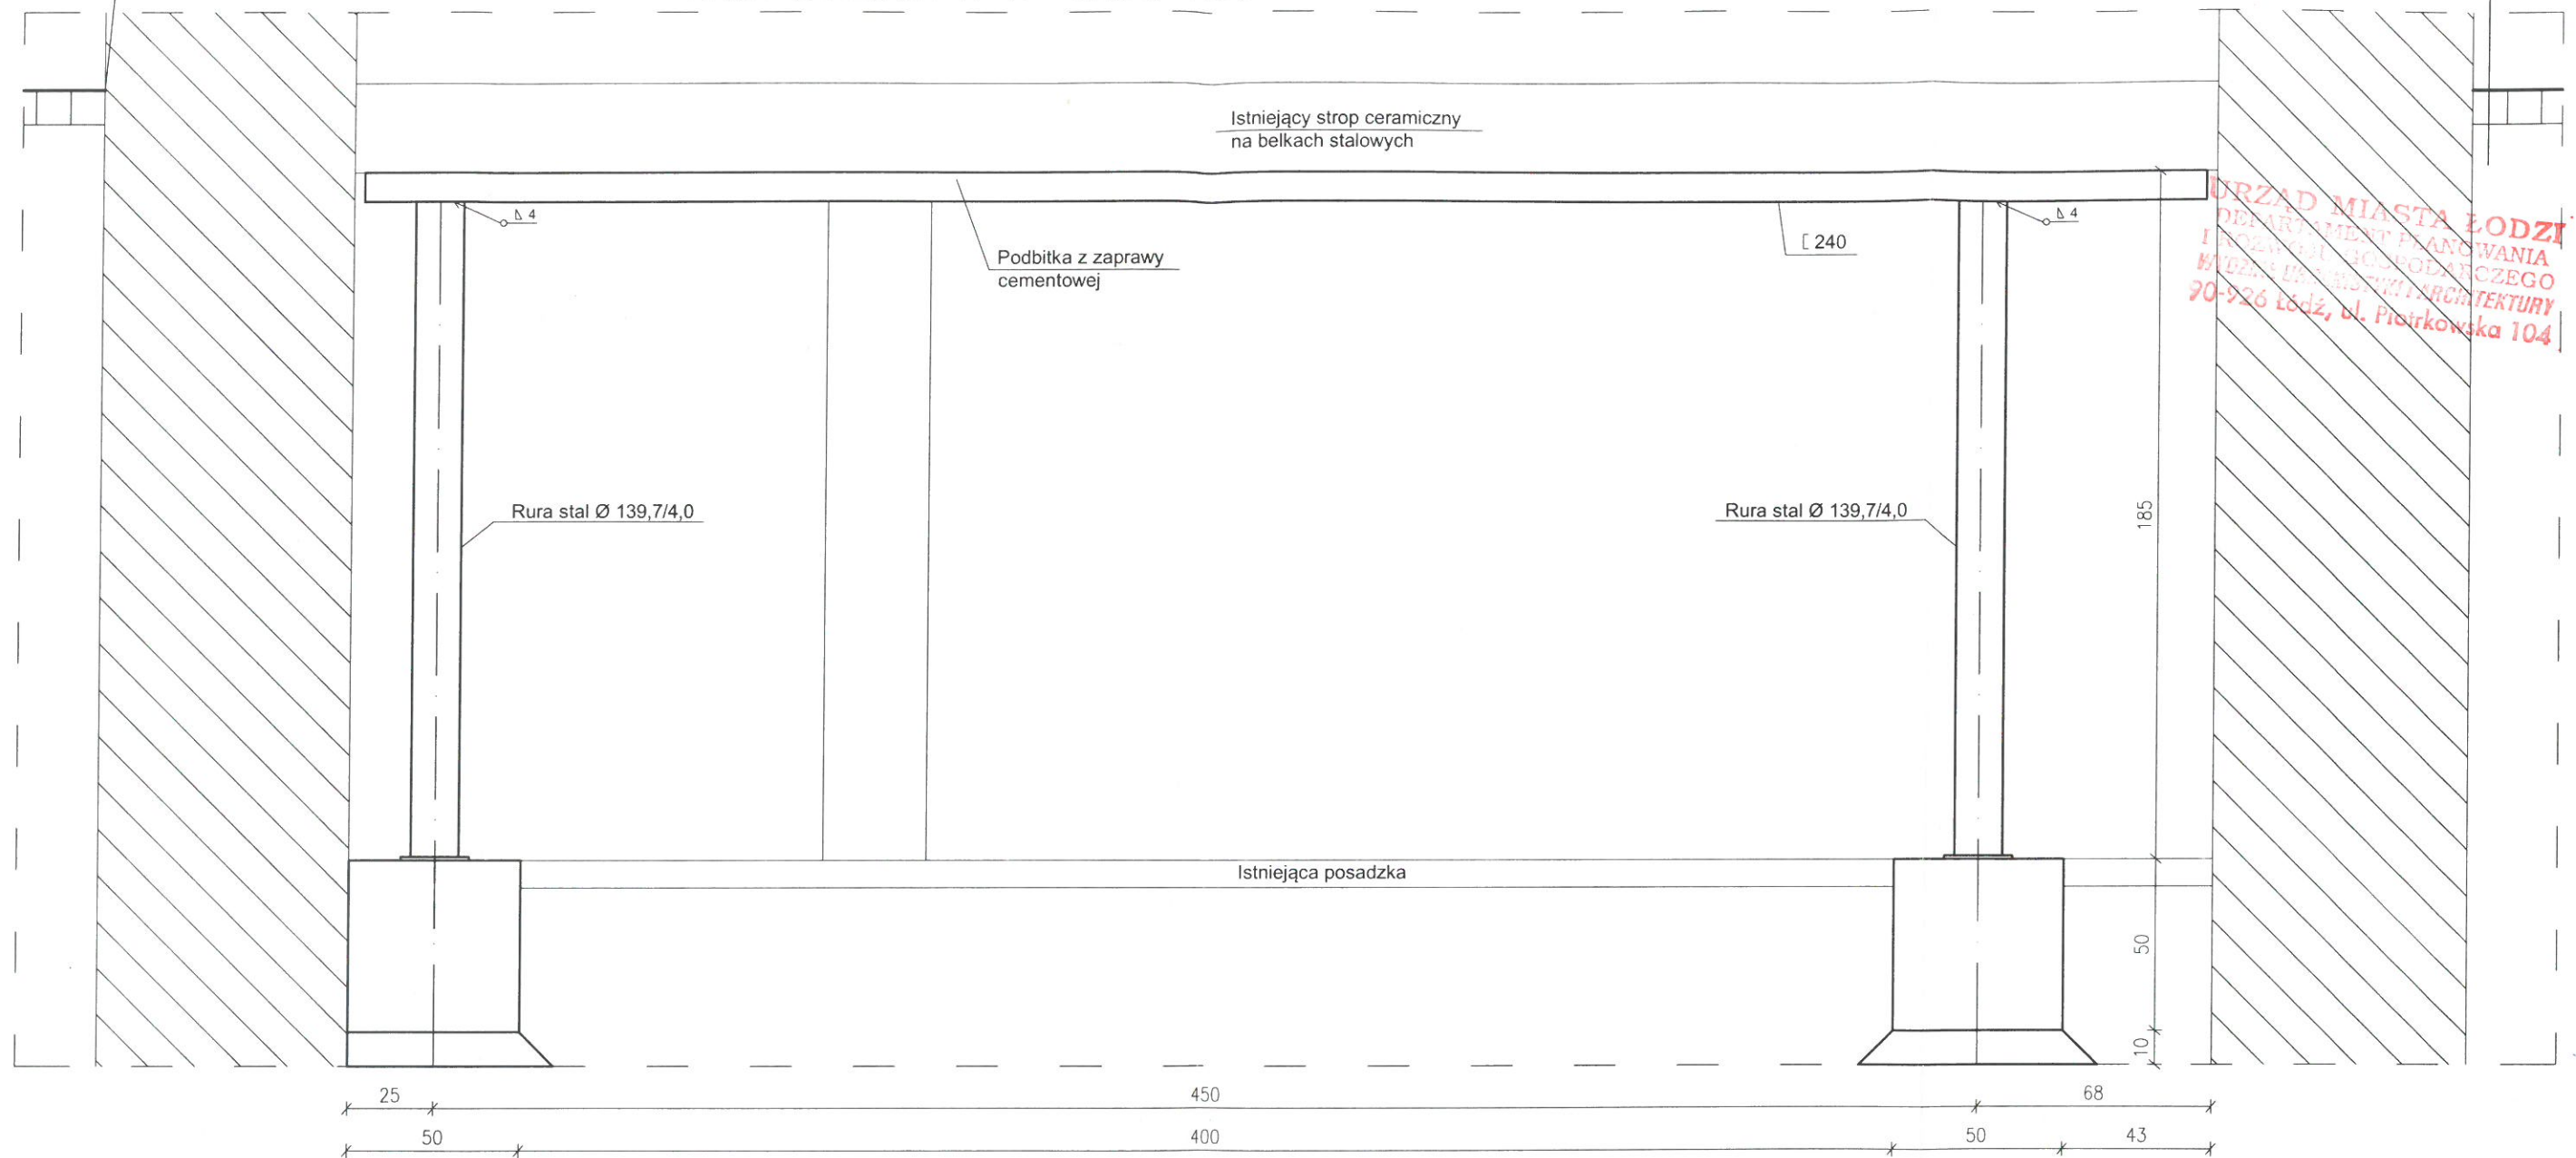 Istniejący strop ceramiczny
na belkach stalowych
4
4
Podbitka z zaprawy
cementowej
[ 240
URZĄD MIASTA ŁODZI
DEPARTAMENT PLANOWANIA
I ROZWOJU GOSPODARCZEGO
WYDZIAŁ URBANISTYKI I ARCHITEKTURY
90-926 Łódź, ul. Piotrkowska 104
Rura stal Ø 139,7/4,0
Rura stal Ø 139,7/4,0
185
Istniejąca posadzka
50
10
25
450
68
50
400
50
43